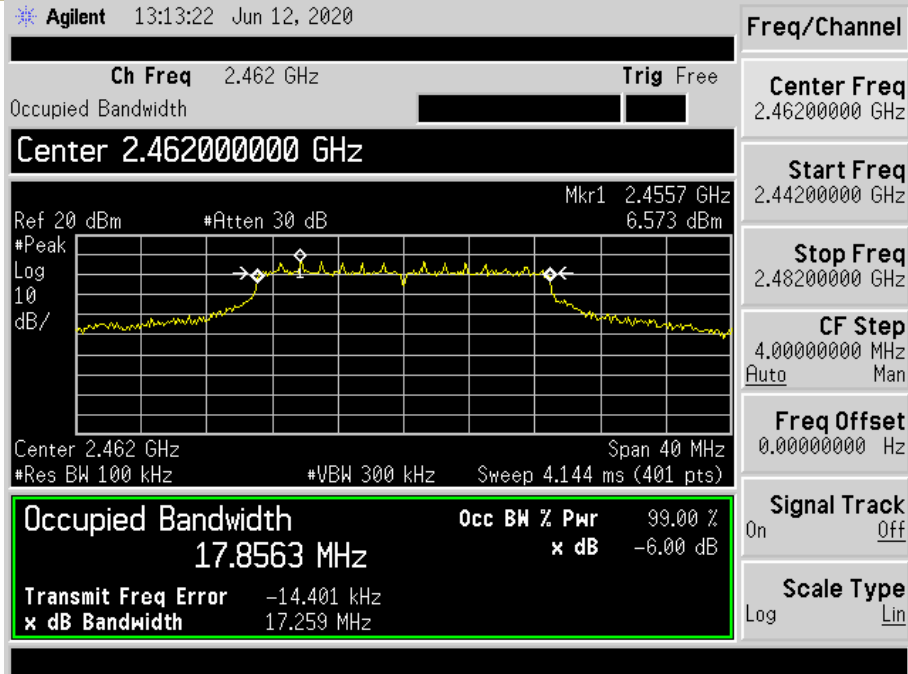 Agilent 13:13:22 Jun 12, 2020
Freq/Channel
Ch Freq 2.462 GHz Trig Free
Occupied Bandwidth
Center Freq
2.46200000 GHz
Center 2.462000000 GHz
Start Freq
2.44200000 GHz
Mkr1 2.4557 GHz
Ref 20 dBm #Atten 30 dB 6.573 dBm
#Peak
Log
10
dB/
1
Stop Freq
2.48200000 GHz
CF Step
4.00000000 MHz
Auto Man
Freq Offset
0.00000000 Hz
Center 2.462 GHz Span 40 MHz
#Res BW 100 kHz #VBW 300 kHz Sweep 4.144 ms (401 pts)
Signal Track
On Off
Occupied Bandwidth Occ BW % Pwr 99.00 %
17.8563 MHz x dB -6.00 dB
Transmit Freq Error -14.401 kHz
x dB Bandwidth 17.259 MHz
Scale Type
Log Lin